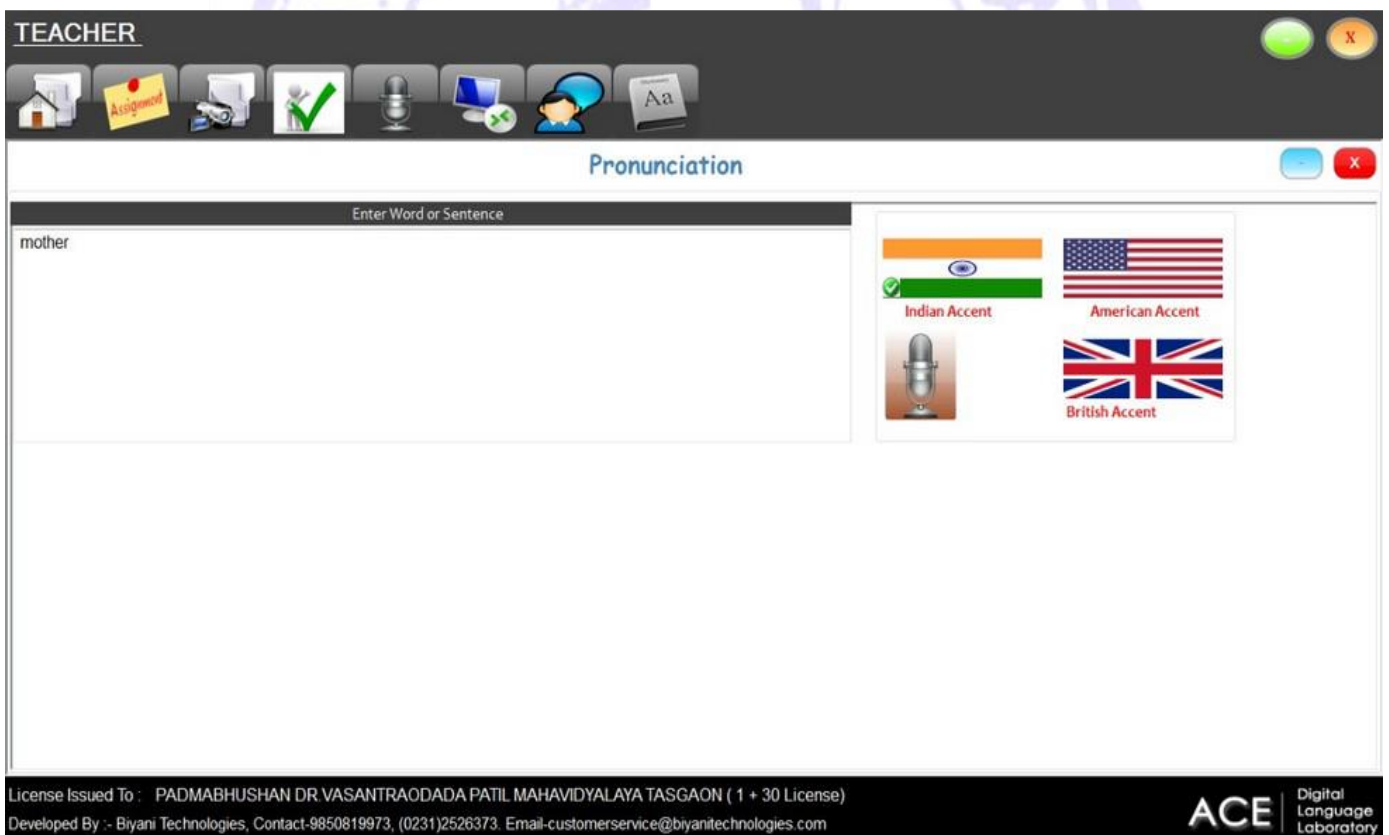 TEACHER
X
Assignment
Dictionary
Aa
Pronunciation
-
X
Enter Word or Sentence
mother
Indian Accent
American Accent
British Accent
License Issued To : PADMABHUSHAN DR.VASANTRAODADA PATIL MAHAVIDYALAYA TASGAON ( 1 + 30 License)
Developed By :- Biyani Technologies, Contact-9850819973, (0231)2526373. Email-customerservice@biyanitechnologies.com
ACE
Digital
Language
Laboratory